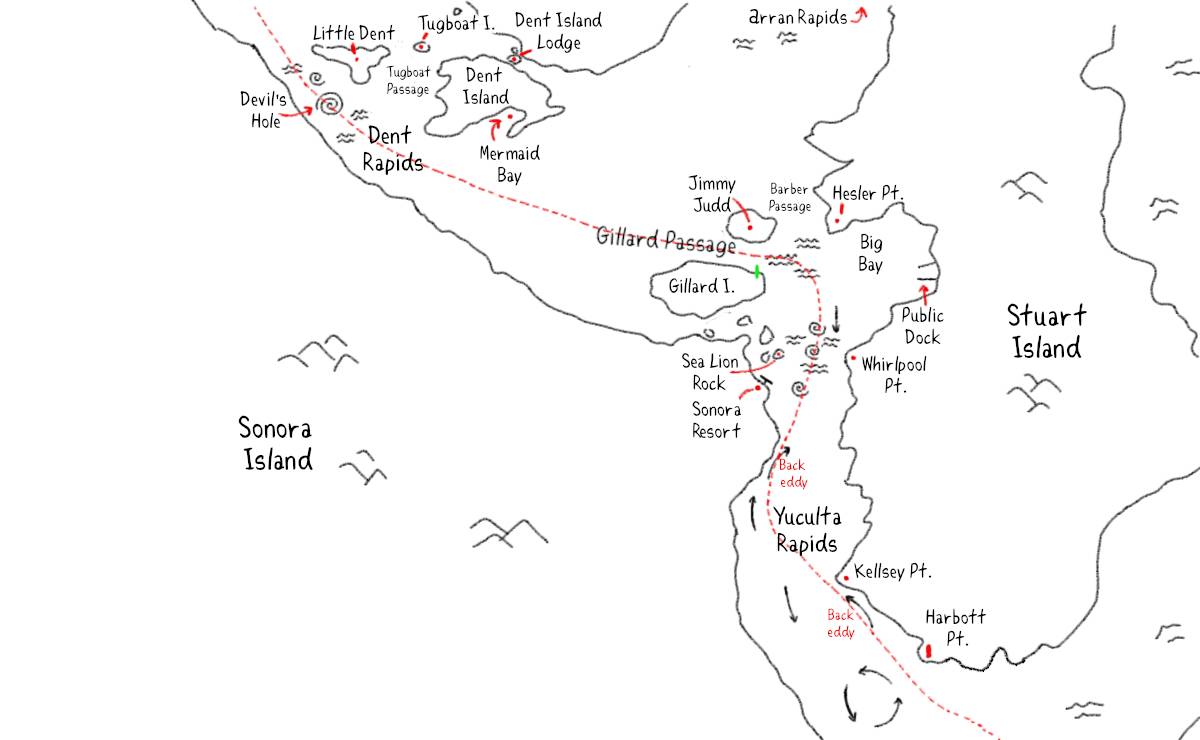 Little Dent
Tugboat I.
Dent Island
Lodge
arran Rapids
Tugboat
Passage
Dent
Island
Devil's
Hole
Dent
Rapids
Mermaid
Bay
Jimmy
Judd
Barber
Passage
Hesler Pt.
Gillard Passage
Big
Bay
Gillard I.
Public
Dock
Stuart
Island
Sea Lion
Rock
Whirlpool
Pt.
Sonora
Resort
Sonora
Island
Back
eddy
Yuculta
Rapids
Kellsey Pt.
Back
eddy
Harbott
Pt.